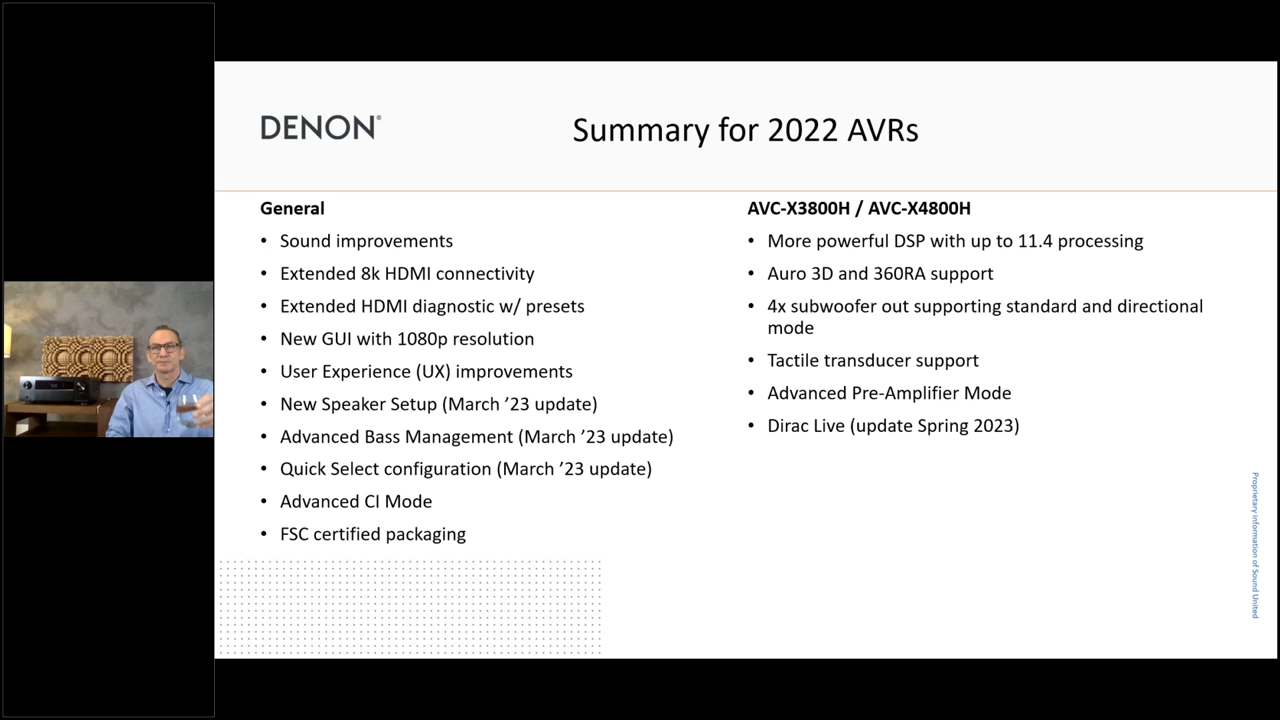 DENON®
Summary for 2022 AVRs
General
• Sound improvements
• Extended 8k HDMI connectivity
• Extended HDMI diagnostic w/ presets
• New GUI with 1080p resolution
• User Experience (UX) improvements
• New Speaker Setup (March ’23 update)
• Advanced Bass Management (March ’23 update)
• Quick Select configuration (March ’23 update)
• Advanced CI Mode
• FSC certified packaging
AVC-X3800H / AVC-X4800H
• More powerful DSP with up to 11.4 processing
• Auro 3D and 360RA support
• 4x subwoofer out supporting standard and directional
mode
• Tactile transducer support
• Advanced Pre-Amplifier Mode
• Dirac Live (update Spring 2023)
Proprietary information of Sound United